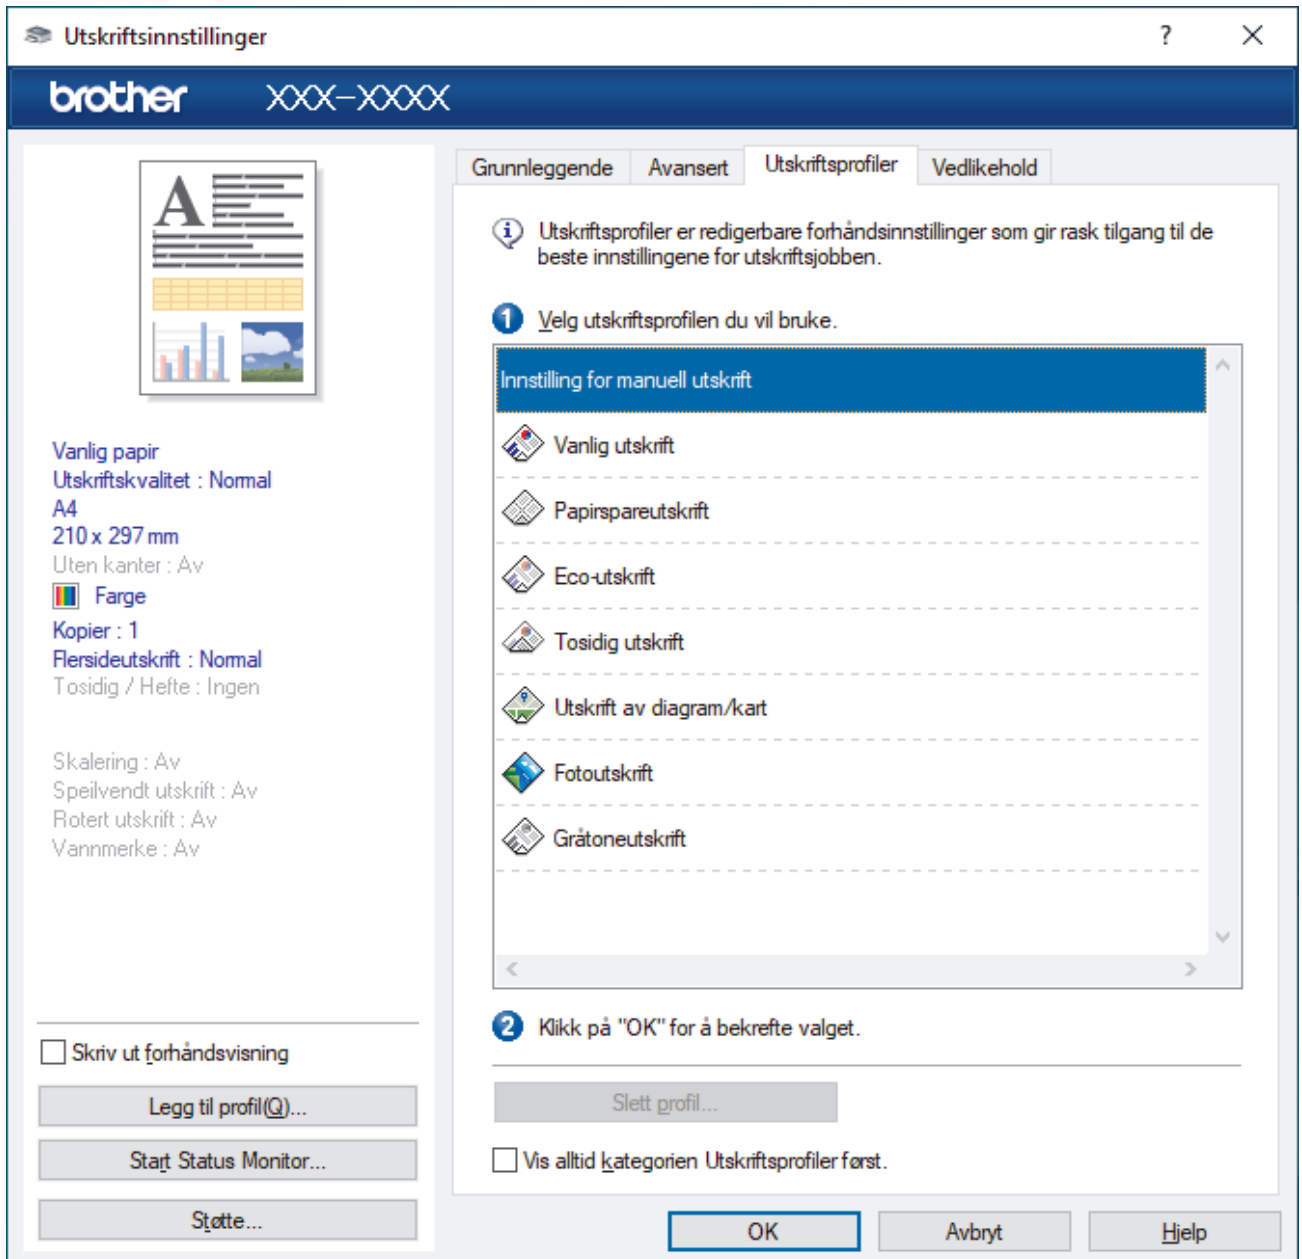 Utskriftsinnstillinger
?
brother XXX-XXXX
A
Vanlig papir
Utskriftskvalitet : Normal
A4
210 x 297 mm
Uten kanter : Av
Farge
Kopier : 1
Flersideutskrift : Normal
Tosidig / Hefte : Ingen
Skalering : Av
Speilvendt utskrift : Av
Rotert utskrift : Av
Vannmerke : Av
Skriv ut forhåndsvisning
Legg til profil(Q)...
Start Status Monitor...
Støtte...
Grunnleggende Avansert Utskriftsprofiler Vedlikehold
Utskriftsprofiler er redigerbare forhåndsinnstillinger som gir rask tilgang til de
beste innstillingene for utskriftsjobben.
1 Velg utskriftsprofilen du vil bruke.
Innstilling for manuell utskrift
Vanlig utskrift
Papirspareutskrift
Eco-utskrift
Tosidig utskrift
Utskrift av diagram/kart
Fotoutskrift
Gråtoneutskrift
2 Klikk på "OK" for å bekrefte valget.
Slett profil...
Vis alltid kategorien Utskriftsprofiler først.
OK Avbryt Hjelp